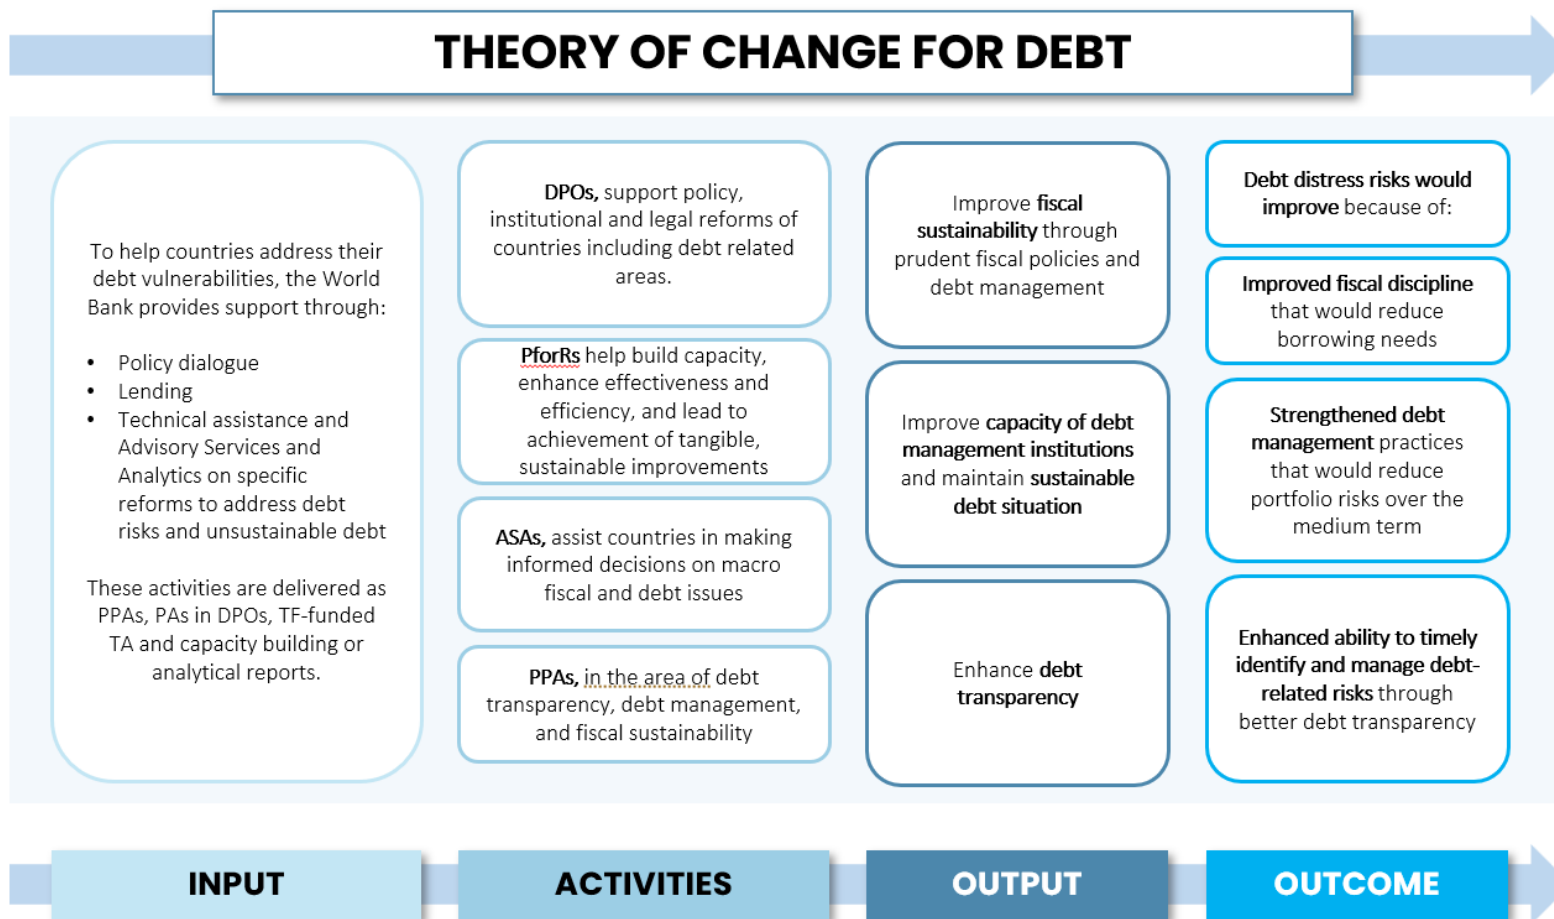 THEORY OF CHANGE FOR DEBT
To help countries address their
debt vulnerabilities, the World
Bank provides support through:
• Policy dialogue
• Lending
• Technical assistance and
Advisory Services and
Analytics on specific
reforms to address debt
risks and unsustainable debt
These activities are delivered as
PPAs, PAs in DPOs, TF-funded
TA and capacity building or
analytical reports.
DPOs, support policy,
institutional and legal reforms of
countries including debt related
areas.
PforRs help build capacity,
enhance effectiveness and
efficiency, and lead to
achievement of tangible,
sustainable improvements
ASAs, assist countries in making
informed decisions on macro
fiscal and debt issues
PPAs, in the area of debt
transparency, debt management,
and fiscal sustainability
Improve fiscal
sustainability through
prudent fiscal policies and
debt management
Improve capacity of debt
management institutions
and maintain sustainable
debt situation
Enhance debt
transparency
Debt distress risks would
improve because of:
Improved fiscal discipline
that would reduce
borrowing needs
Strengthened debt
management practices
that would reduce
portfolio risks over the
medium term
Enhanced ability to timely
identify and manage debt-
related risks through
better debt transparency
INPUT
ACTIVITIES
OUTPUT
OUTCOME